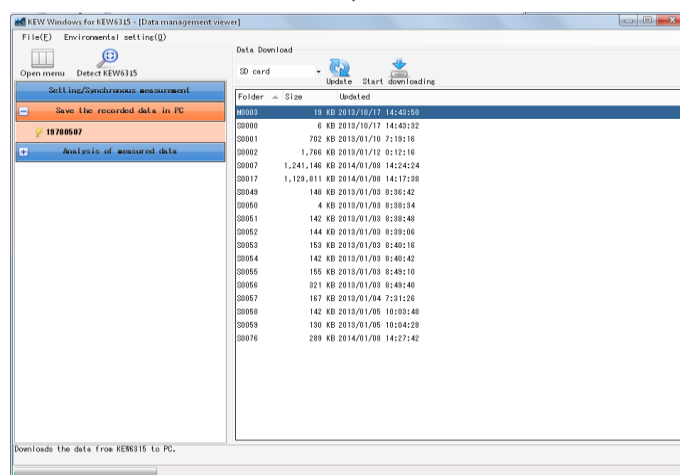 KEW Windows for KEW6315 - [Data management viewer]
File(F) Environmental setting(O)
Open menu Detect KEW6315
Setting/Synchronous measurement
Save the recorded data in PC
19780507
Analysis of measured data
Data Download
SD card
Update Start downloading
Folder Size Updated
M0003 19 KB 2013/10/17 14:43:50
S0000 6 KB 2013/10/17 14:43:32
S0001 702 KB 2013/01/10 7:19:16
S0002 1,766 KB 2013/01/12 0:12:16
S0007 1,241,146 KB 2014/01/08 14:24:24
S0017 1,129,011 KB 2014/01/08 14:17:38
S0049 148 KB 2013/01/03 8:36:42
S0050 4 KB 2013/01/03 8:38:34
S0051 142 KB 2013/01/03 8:38:48
S0052 144 KB 2013/01/03 8:39:06
S0053 153 KB 2013/01/03 8:40:16
S0054 142 KB 2013/01/03 8:40:42
S0055 155 KB 2013/01/03 8:49:10
S0056 321 KB 2013/01/03 8:49:40
S0057 167 KB 2013/01/04 7:31:26
S0058 142 KB 2013/01/05 10:03:48
S0059 130 KB 2013/01/05 10:04:28
S0076 289 KB 2014/01/08 14:27:42
Downloads the data from KEW6315 to PC.